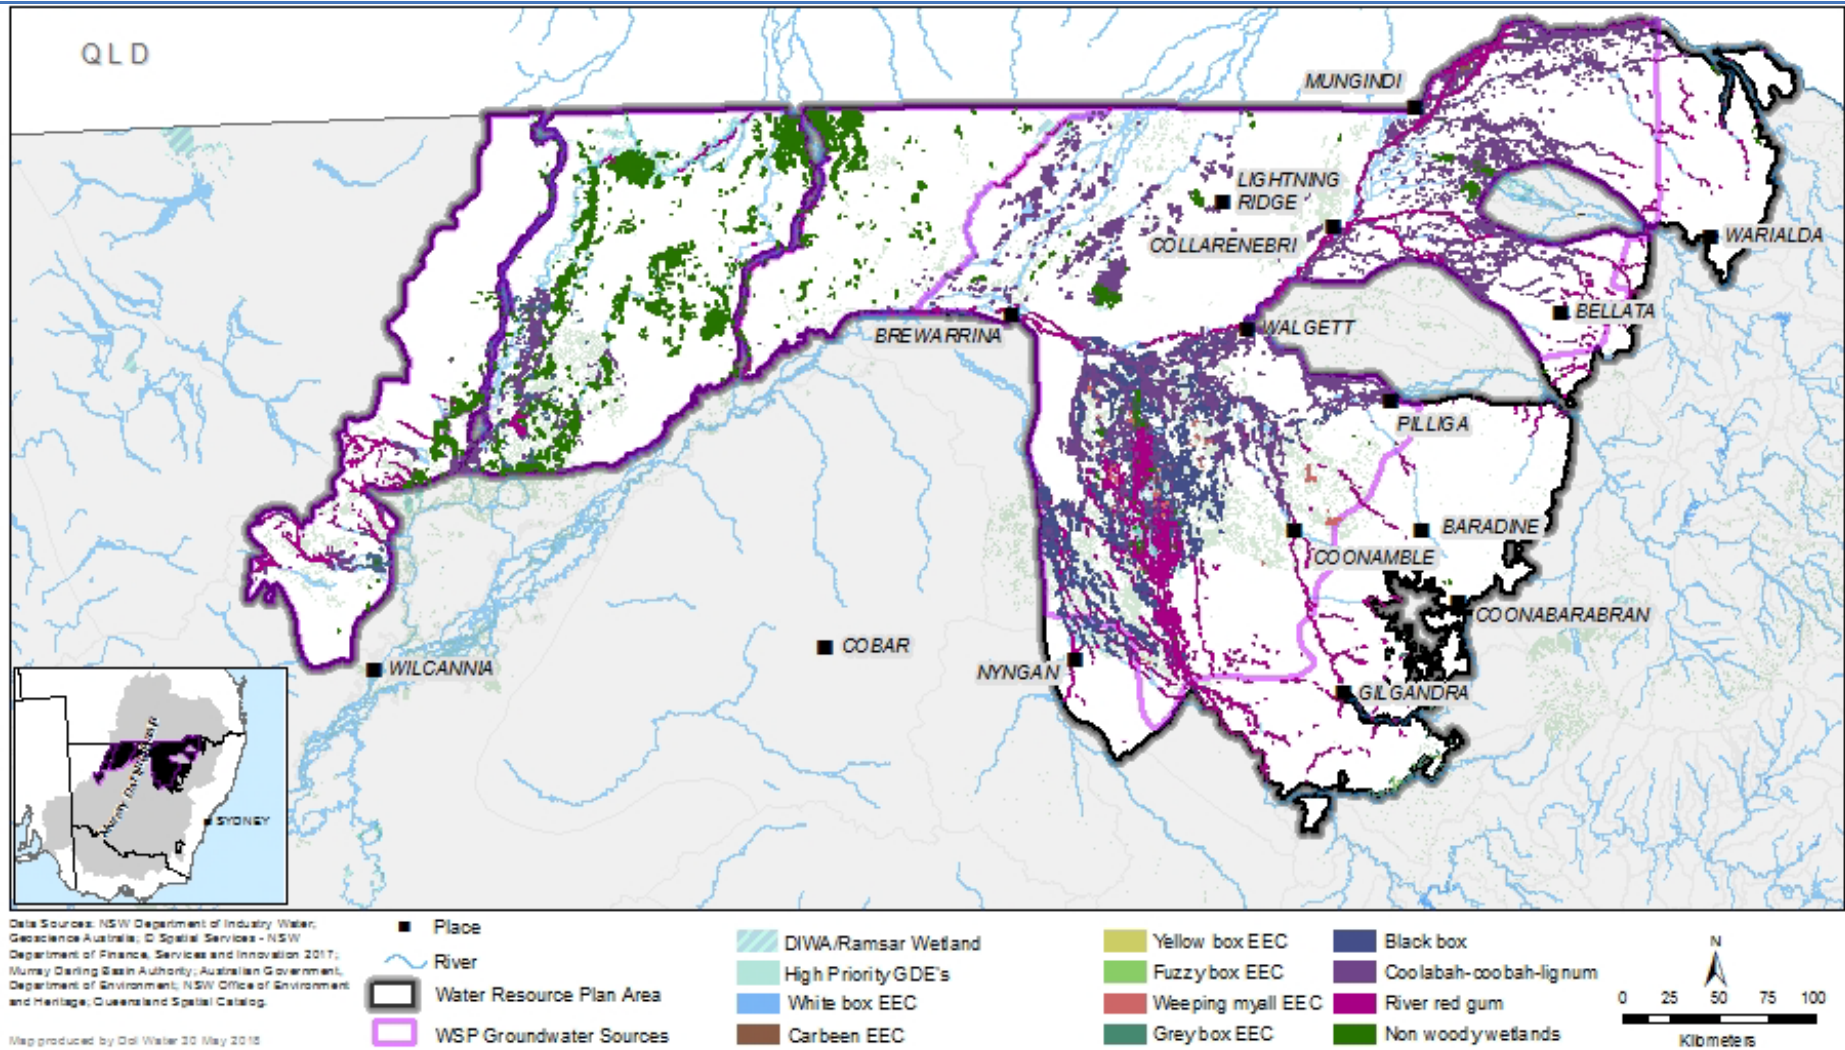 QLD
MUNGINDI
LIGHTNING
RIDGE
COLLARENEBRI
WARIALDA
BREWARRINA
WALGETT
BELLATA
PILLIGA
BARADINE
COONAMBLE
COONABARABRAN
COBAR
WILCANNIA
NYNGAN
GILGANDRA
SYDNEY
Data Sources: NSW Department of Industry Water;
Geoscience Australia; © Spatial Services - NSW
Department of Finance, Services and Innovation 2017;
Murray Darling Basin Authority; Australian Government,
Department of Environment; NSW Office of Environment
and Heritage; Queensland Spatial Catalog.
Map produced by DoI Water 30 May 2018
Place
River
Water Resource Plan Area
WSP Groundwater Sources
DIWA/Ramsar Wetland
High Priority GDE's
White box EEC
Carbeen EEC
Yellow box EEC
Fuzzy box EEC
Weeping myall EEC
Grey box EEC
Black box
Coolabah-coobah-lignum
River red gum
Non woody wetlands
N
0 25 50 75 100
Kilometers